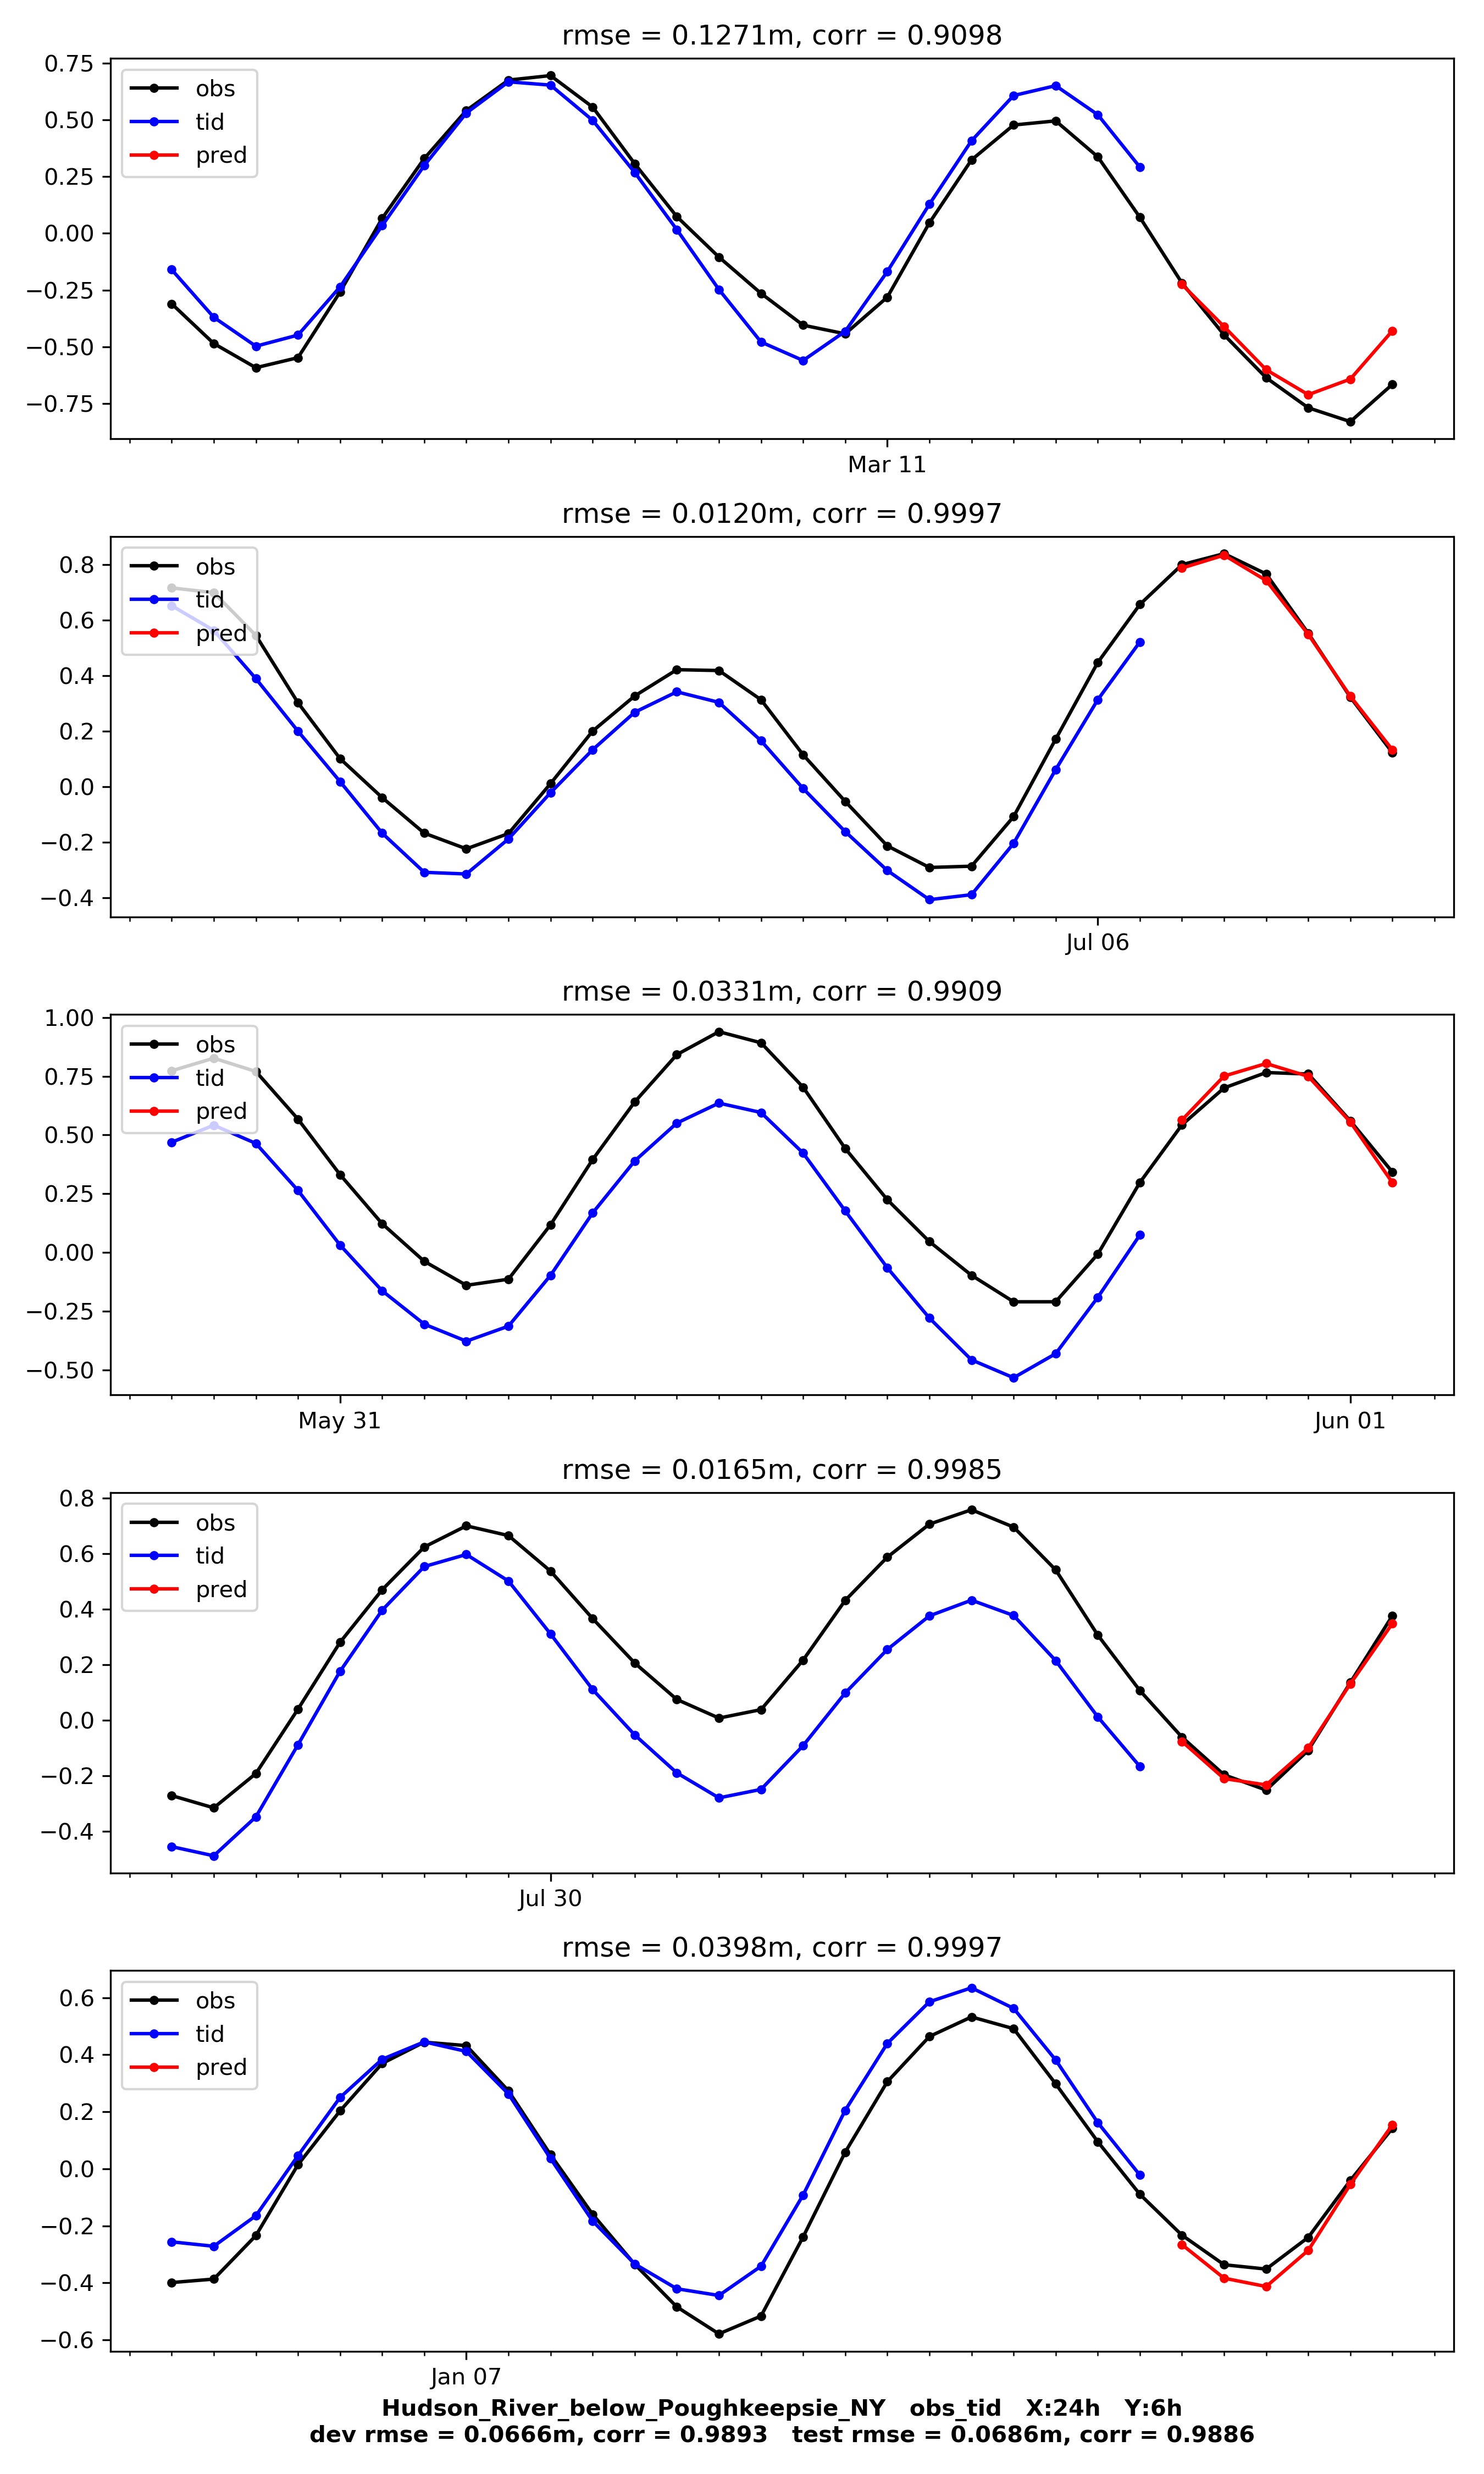 rmse = 0.1271m, corr = 0.9098
0.75
0.50
0.25
0.00
−0.25
−0.50
−0.75
obs
tid
pred
Mar 11
rmse = 0.0120m, corr = 0.9997
0.8
0.6
0.4
0.2
0.0
−0.2
−0.4
obs
tid
pred
Jul 06
rmse = 0.0331m, corr = 0.9909
1.00
0.75
0.50
0.25
0.00
−0.25
−0.50
obs
tid
pred
May 31 Jun 01
rmse = 0.0165m, corr = 0.9985
0.8
0.6
0.4
0.2
0.0
−0.2
−0.4
obs
tid
pred
Jul 30
rmse = 0.0398m, corr = 0.9997
0.6
0.4
0.2
0.0
−0.2
−0.4
−0.6
obs
tid
pred
Jan 07
Hudson_River_below_Poughkeepsie_NY obs_tid X:24h Y:6h
dev rmse = 0.0666m, corr = 0.9893 test rmse = 0.0686m, corr = 0.9886